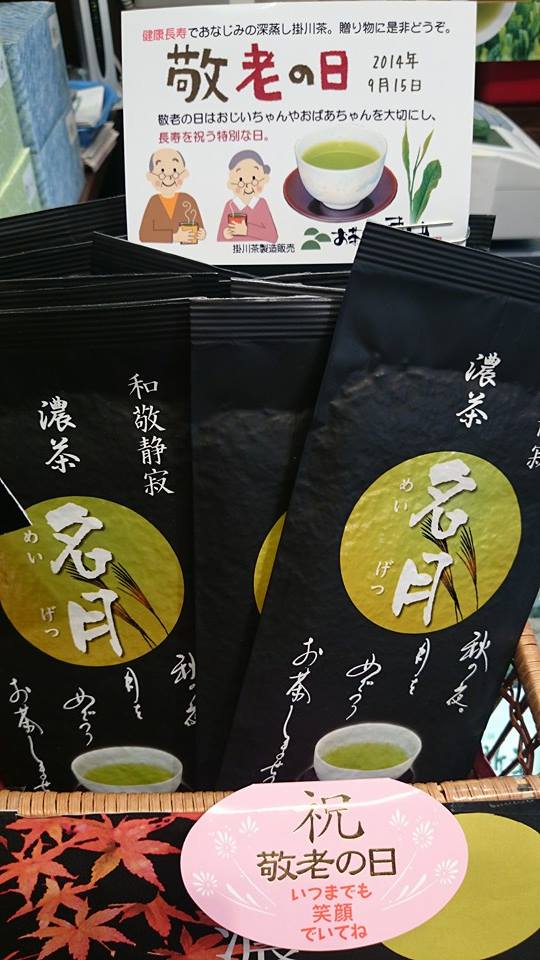 健康長寿でおなじみの深蒸し掛川茶。贈り物に是非どうぞ。
敬老の日
2014年
9月15日
敬老の日はおじいちゃんやおばあちゃんを大切にし、
長寿を祝う特別な日。
掛川茶製造販売
お茶
和敬静寂
濃茶
名月
めい
げつ
秋の夜
月を
めでつつ
お茶しませ
濃茶
寂
名月
めい
げつ
秋の夜
月を
めでつつ
お茶しませ
祝
敬老の日
いつまでも
笑顔
でいてね